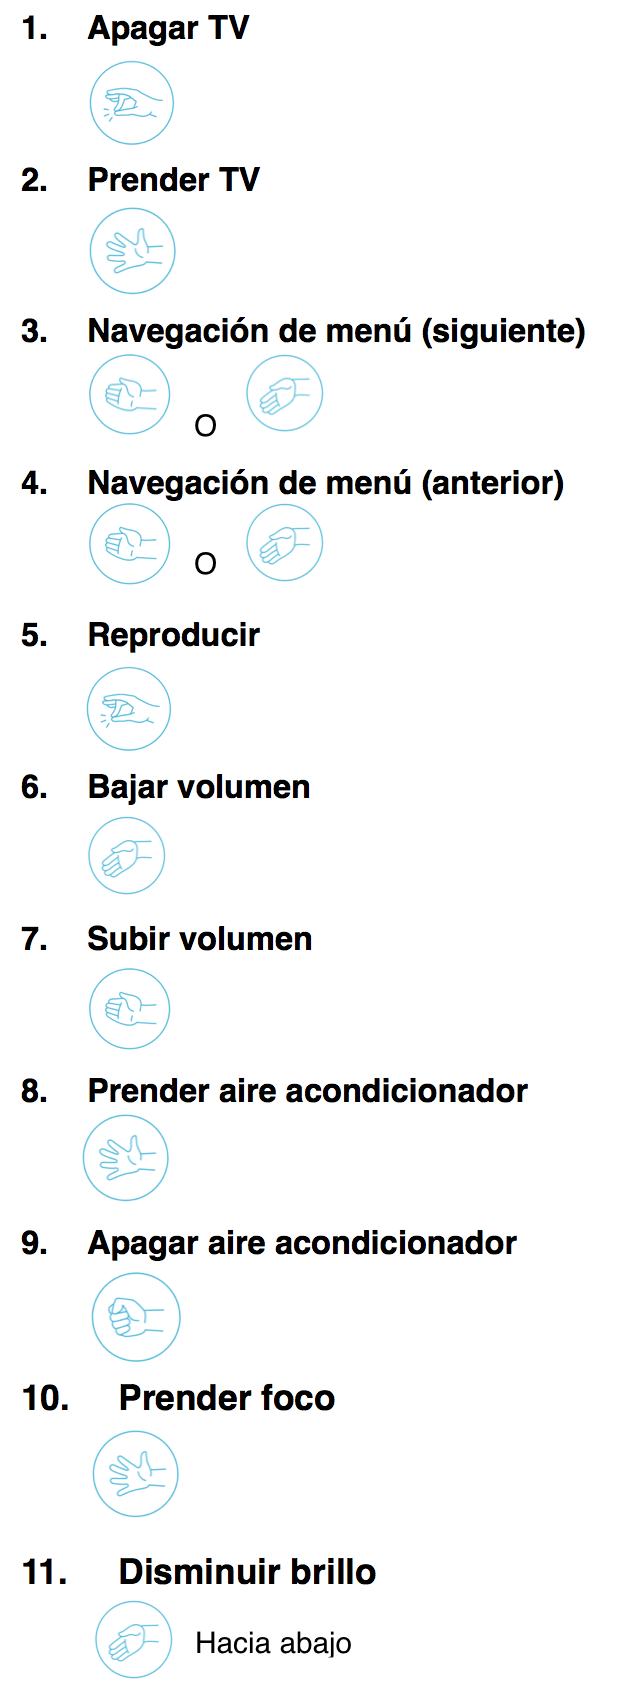 1. Apagar TV
2. Prender TV
3. Navegación de menú (siguiente)
O
4. Navegación de menú (anterior)
O
5. Reproducir
6. Bajar volumen
7. Subir volumen
8. Prender aire acondicionador
9. Apagar aire acondicionador
10. Prender foco
11. Disminuir brillo
Hacia abajo